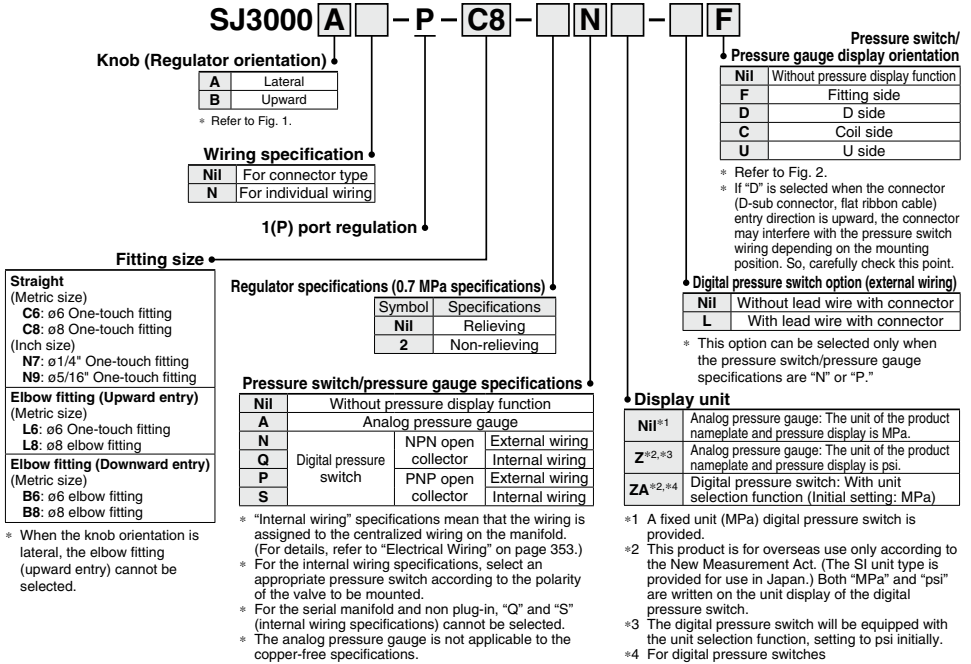 SJ3000 A – P – C8 – N – F
Knob (Regulator orientation)
A Lateral
B Upward
* Refer to Fig. 1.
Wiring specification
Nil For connector type
N For individual wiring
1(P) port regulation
Fitting size
Straight
(Metric size)
C6: ø6 One-touch fitting
C8: ø8 One-touch fitting
(Inch size)
N7: ø1/4" One-touch fitting
N9: ø5/16" One-touch fitting
Elbow fitting (Upward entry)
(Metric size)
L6: ø6 One-touch fitting
L8: ø8 elbow fitting
Elbow fitting (Downward entry)
(Metric size)
B6: ø6 elbow fitting
B8: ø8 elbow fitting
* When the knob orientation is
lateral, the elbow fitting
(upward entry) cannot be
selected.
Regulator specifications (0.7 MPa specifications)
Symbol Specifications
Nil Relieving
2 Non-relieving
Pressure switch/pressure gauge specifications
Nil Without pressure display function
A Analog pressure gauge
N Digital pressure switch NPN open collector External wiring
Q Internal wiring
P PNP open collector External wiring
S Internal wiring
* “Internal wiring” specifications mean that the wiring is
assigned to the centralized wiring on the manifold.
(For details, refer to “Electrical Wiring” on page 353.)
* For the internal wiring specifications, select an
appropriate pressure switch according to the polarity
of the valve to be mounted.
* For the serial manifold and non plug-in, “Q” and “S”
(internal wiring specifications) cannot be selected.
* The analog pressure gauge is not applicable to the
copper-free specifications.
Pressure switch/
Pressure gauge display orientation
Nil Without pressure display function
F Fitting side
D D side
C Coil side
U U side
* Refer to Fig. 2.
* If “D” is selected when the connector
(D-sub connector, flat ribbon cable)
entry direction is upward, the connector
may interfere with the pressure switch
wiring depending on the mounting
position. So, carefully check this point.
Digital pressure switch option (external wiring)
Nil Without lead wire with connector
L With lead wire with connector
* This option can be selected only when
the pressure switch/pressure gauge
specifications are “N” or “P.”
Display unit
Nil*1 Analog pressure gauge: The unit of the product
nameplate and pressure display is MPa.
Z*2,*3 Analog pressure gauge: The unit of the product
nameplate and pressure display is psi.
ZA*2,*4 Digital pressure switch: With unit
selection function (Initial setting: MPa)
*1 A fixed unit (MPa) digital pressure switch is
provided.
*2 This product is for overseas use only according to
the New Measurement Act. (The SI unit type is
provided for use in Japan.) Both “MPa” and “psi”
are written on the unit display of the digital
pressure switch.
*3 The digital pressure switch will be equipped with
the unit selection function, setting to psi initially.
*4 For digital pressure switches